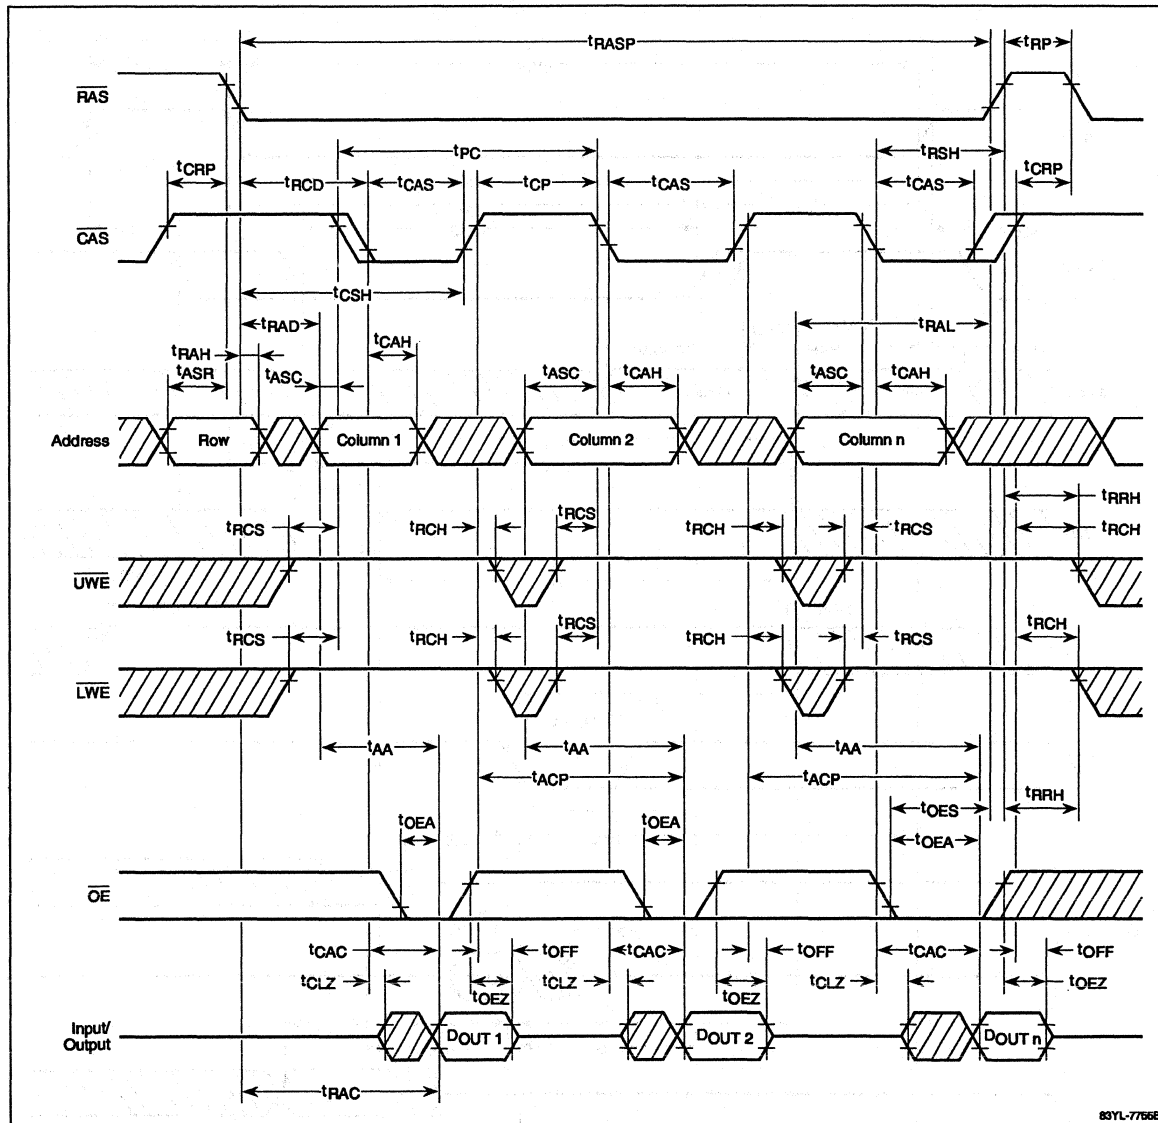 tRASP
tRP
RAS
tCRP
tRCD
tPC
tCAS
tCP
tCAS
tRSH
tCAS
tCRP
CAS
tCSH
tRAD
tRAH
tASR
tASC
tCAH
tASC
tCAH
tRAL
tASC
tCAH
Address
Row
Column 1
Column 2
Column n
tRRH
tRCS
tRCH
tRCS
tRCH
tRCS
tRCH
UWE
tRCS
tRCH
tRCS
tRCH
tRCS
tRCH
LWE
tAA
tAA
tAA
tACP
tACP
tOEA
tOEA
tOES
tOEA
tRRH
OE
tCAC
tOFF
tCAC
tOFF
tCAC
tOFF
tCLZ
tOEZ
tCLZ
tOEZ
tCLZ
tOEZ
Input/
Output
DOUT 1
DOUT 2
DOUT n
tRAC
83YL-7755B